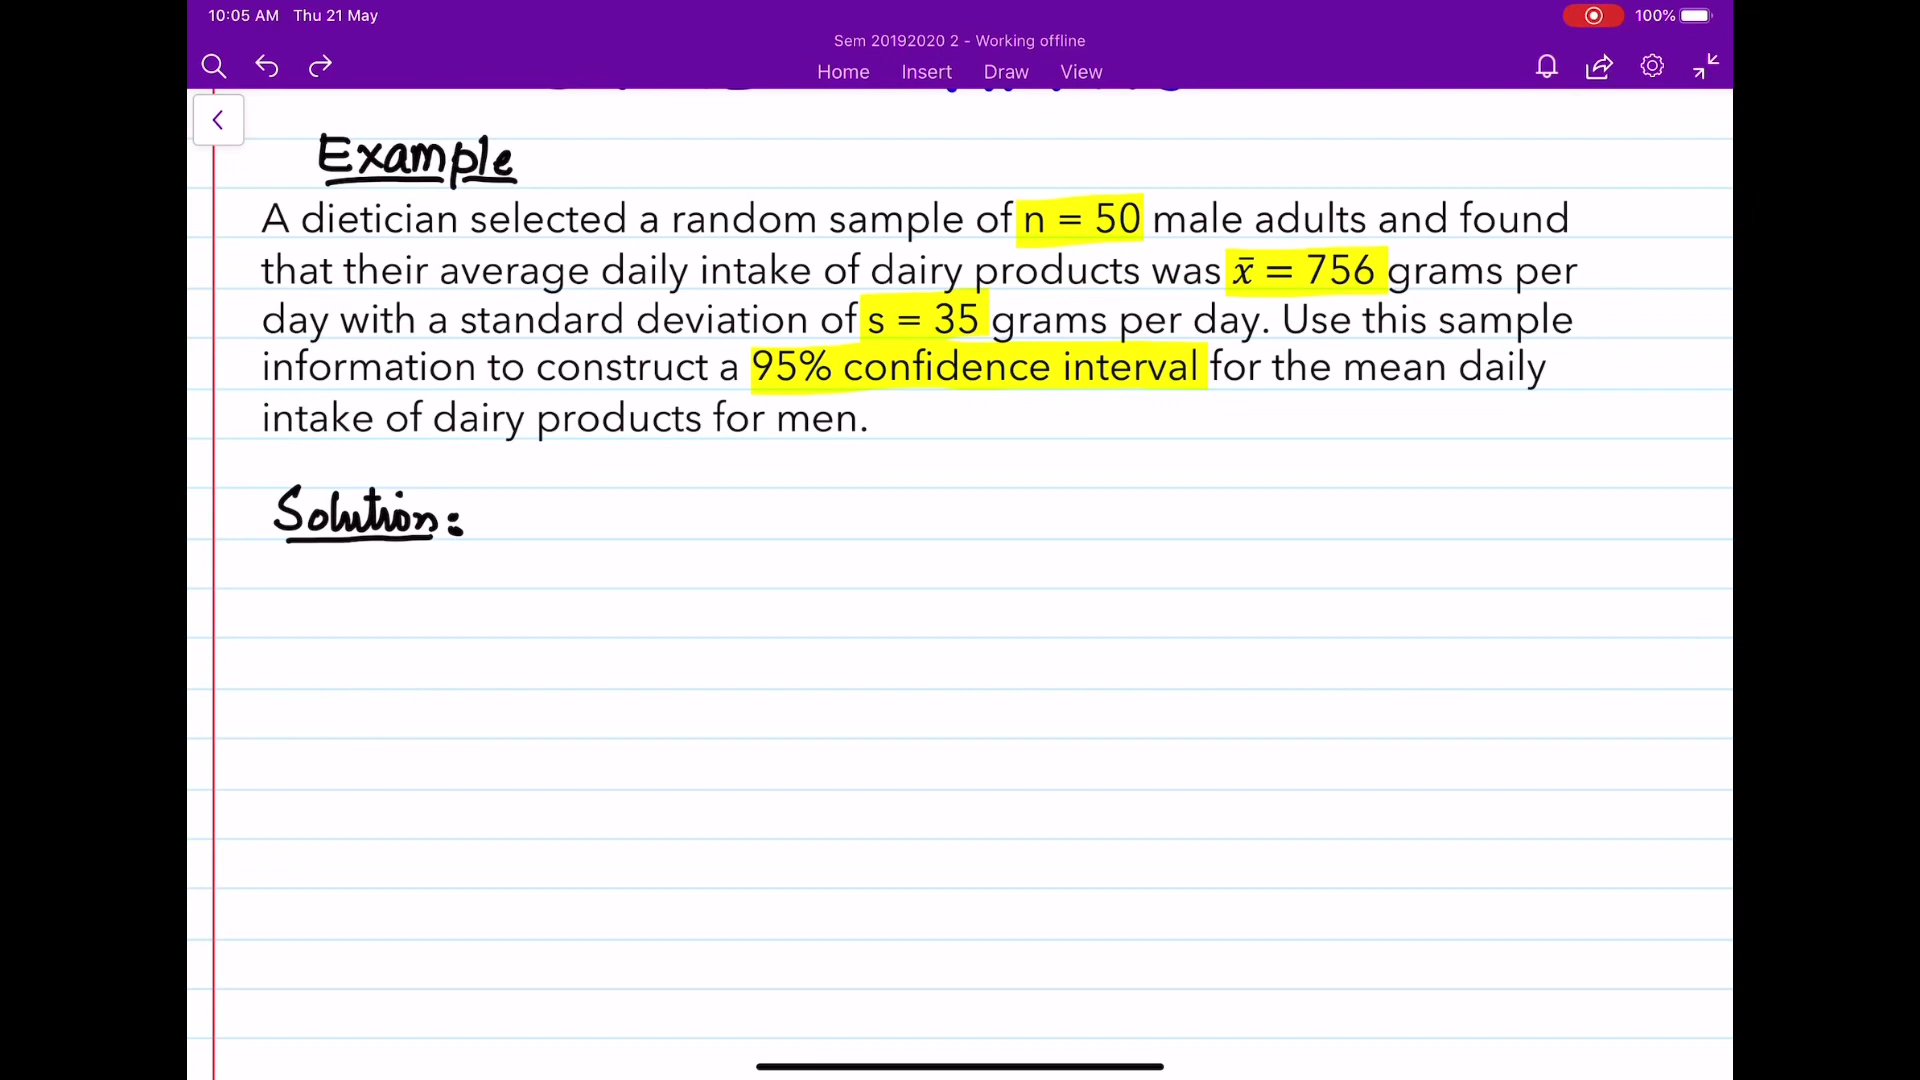 10:05 AM Thu 21 May
100%
Sem 20192020 2 - Working offline
Home Insert Draw View
Example
A dietician selected a random sample of n = 50 male adults and found
that their average daily intake of dairy products was x̄ = 756 grams per
day with a standard deviation of s = 35 grams per day. Use this sample
information to construct a 95% confidence interval for the mean daily
intake of dairy products for men.
Solution: